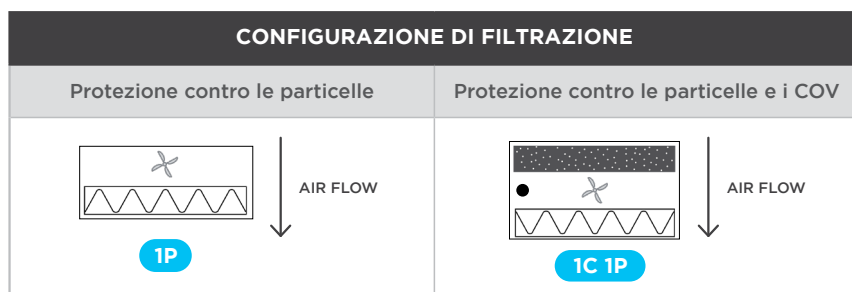 CONFIGURAZIONE DI FILTRAZIONE
Protezione contro le particelle
Protezione contro le particelle e i COV
AIR FLOW
1P
AIR FLOW
1C 1P